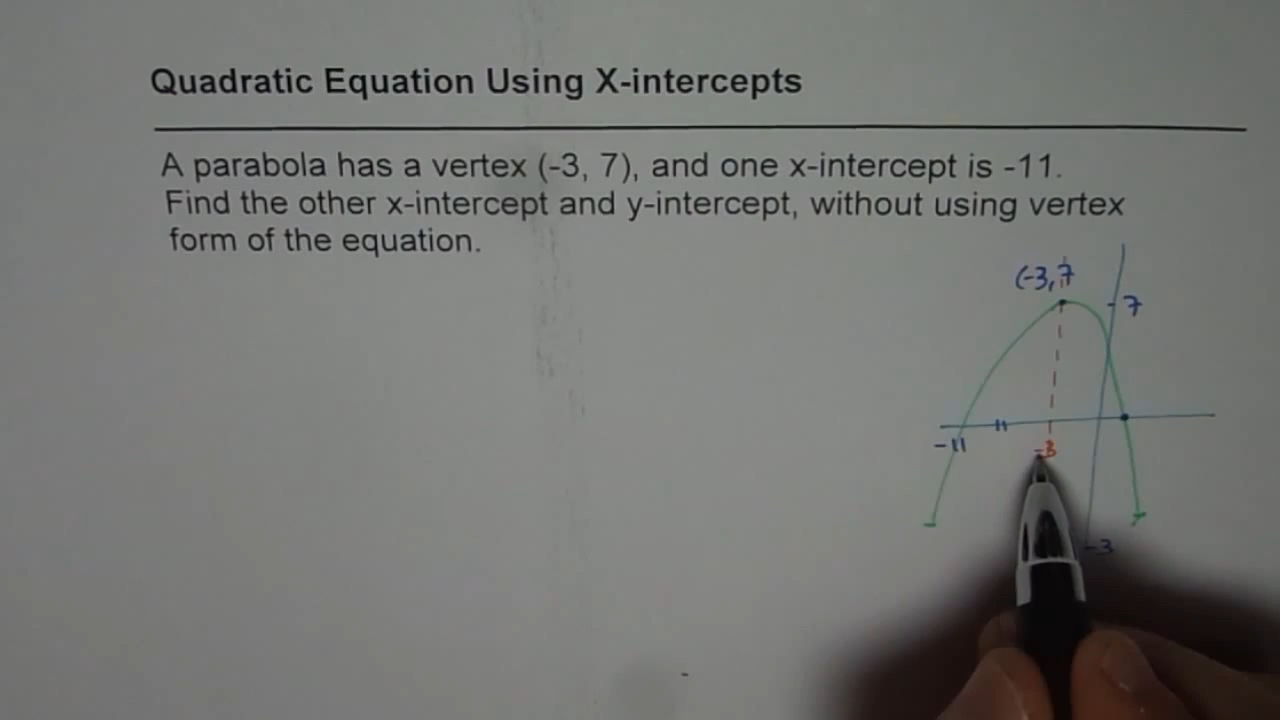 Quadratic Equation Using X-intercepts
A parabola has a vertex (-3, 7), and one x-intercept is -11.
Find the other x-intercept and y-intercept, without using vertex
form of the equation.
(-3, 7
7
-11
-3
-3